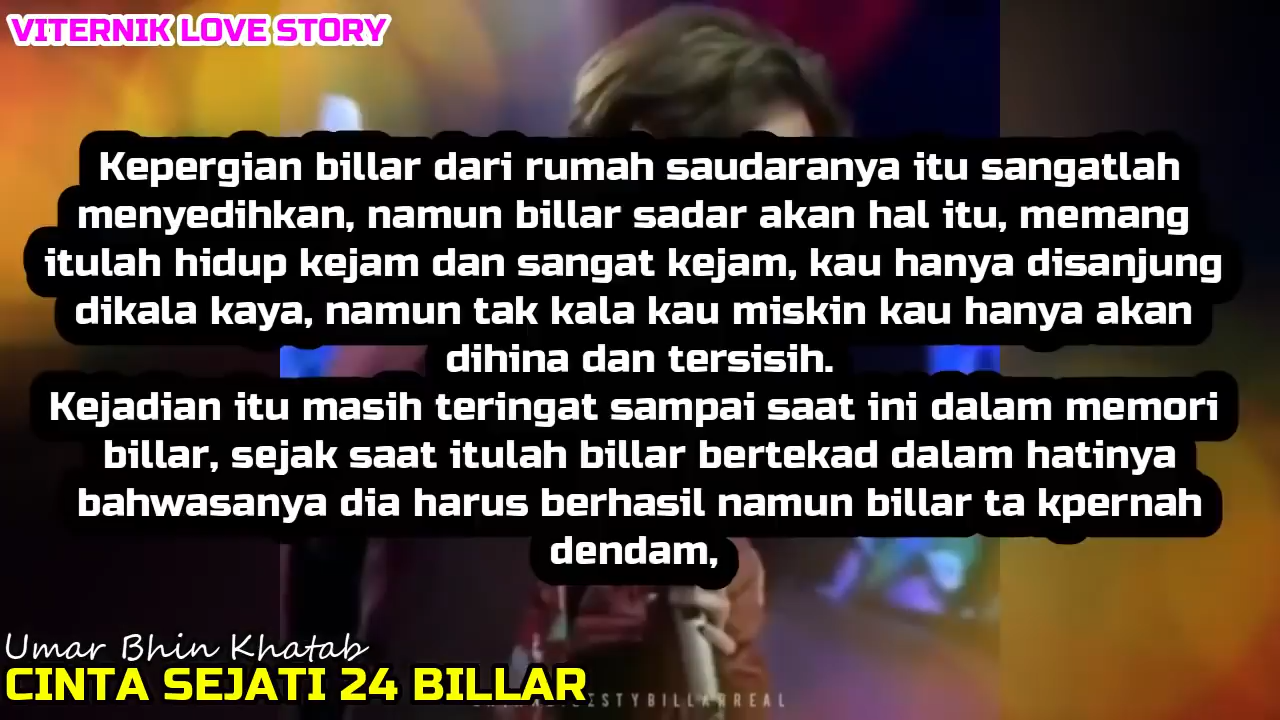 VITERNIK LOVE STORY
Kepergian billar dari rumah saudaranya itu sangatlah
menyedihkan, namun billar sadar akan hal itu, memang
itulah hidup kejam dan sangat kejam, kau hanya disanjung
dikala kaya, namun tak kala kau miskin kau hanya akan
dihina dan tersisih.
Kejadian itu masih teringat sampai saat ini dalam memori
billar, sejak saat itulah billar bertekad dalam hatinya
bahwasanya dia harus berhasil namun billar ta kpernah
dendam,
Umar Bhin Khatab
CINTA SEJATI 24 BILLAR